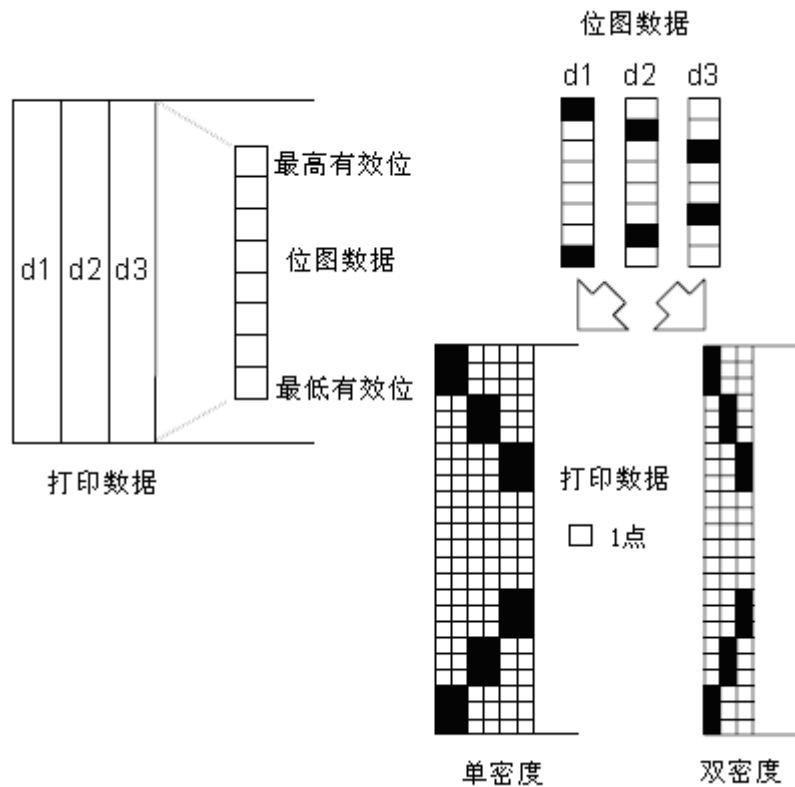 位图数据
d1 d2 d3
最高有效位
d1 d2 d3
位图数据
最低有效位
打印数据
打印数据
1点
单密度
双密度